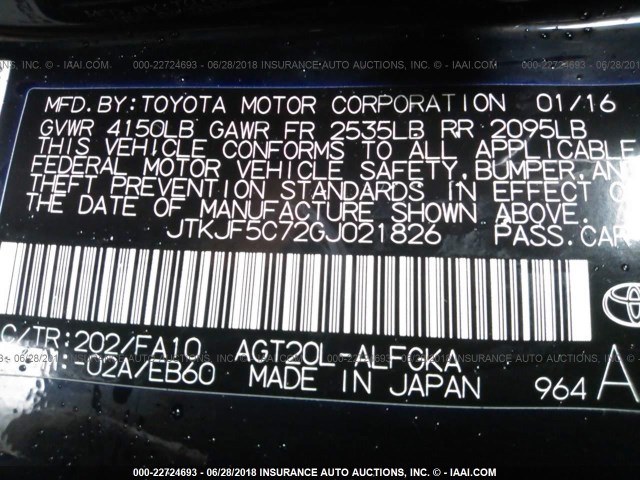 000-22724693 - 06/28/2018 INSURANCE AUTO AUCTIONS, INC. - IAAI.COM
MFD.BY:TOYOTA MOTOR CORPORATION 01/16
GVWR 4150LB GAWR FR 2535LB RR 2095LB
THIS VEHICLE CONFORMS TO ALL APPLICABLE
FEDERAL MOTOR VEHICLE SAFETY, BUMPER, AN
THEFT PREVENTION STANDARDS IN EFFECT O
THE DATE OF MANUFACTURE SHOWN ABOVE.
JTKJF5C72GJ021826 PASS.CAR
C/TR:202/FA10 AGT20L-ALFGKA
-02A/EB60 MADE IN JAPAN 964 A
000-22724693 - 06/28/2018 INSURANCE AUTO AUCTIONS, INC. - IAAI.COM